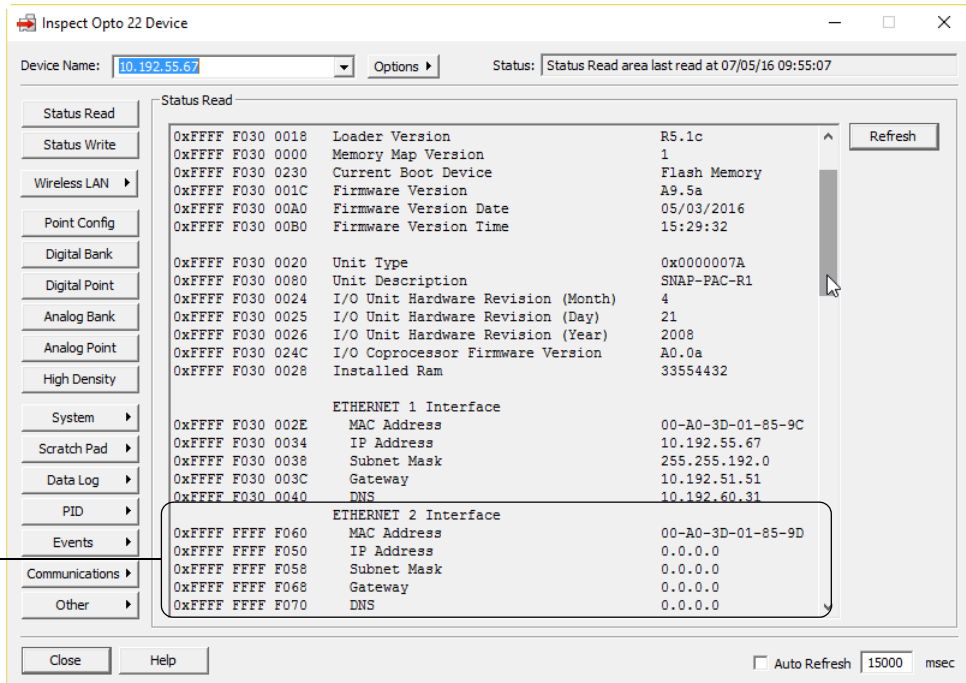 Inspect Opto 22 Device
Device Name: 10.192.55.67 Options Status: Status Read area last read at 07/05/16 09:55:07
Status Read
Status Write
Wireless LAN
Point Config
Digital Bank
Digital Point
Analog Bank
Analog Point
High Density
System
Scratch Pad
Data Log
PID
Events
Communications
Other
Status Read
0xFFFF F030 0018 Loader Version R5.1c
0xFFFF F030 0000 Memory Map Version 1
0xFFFF F030 0230 Current Boot Device Flash Memory
0xFFFF F030 001C Firmware Version A9.5a
0xFFFF F030 00A0 Firmware Version Date 05/03/2016
0xFFFF F030 00B0 Firmware Version Time 15:29:32
0xFFFF F030 0020 Unit Type 0x0000007A
0xFFFF F030 0080 Unit Description SNAP-PAC-R1
0xFFFF F030 0024 I/O Unit Hardware Revision (Month) 4
0xFFFF F030 0025 I/O Unit Hardware Revision (Day) 21
0xFFFF F030 0026 I/O Unit Hardware Revision (Year) 2008
0xFFFF F030 024C I/O Coprocessor Firmware Version A0.0a
0xFFFF F030 0028 Installed Ram 33554432
ETHERNET 1 Interface
0xFFFF F030 002E MAC Address 00-A0-3D-01-85-9C
0xFFFF F030 0034 IP Address 10.192.55.67
0xFFFF F030 0038 Subnet Mask 255.255.192.0
0xFFFF F030 003C Gateway 10.192.51.51
0xFFFF F030 0040 DNS 10.192.60.31
ETHERNET 2 Interface
0xFFFF FFFF F060 MAC Address 00-A0-3D-01-85-9D
0xFFFF FFFF F050 IP Address 0.0.0.0
0xFFFF FFFF F058 Subnet Mask 0.0.0.0
0xFFFF FFFF F068 Gateway 0.0.0.0
0xFFFF FFFF F070 DNS 0.0.0.0
Refresh
Close Help Auto Refresh 15000 msec